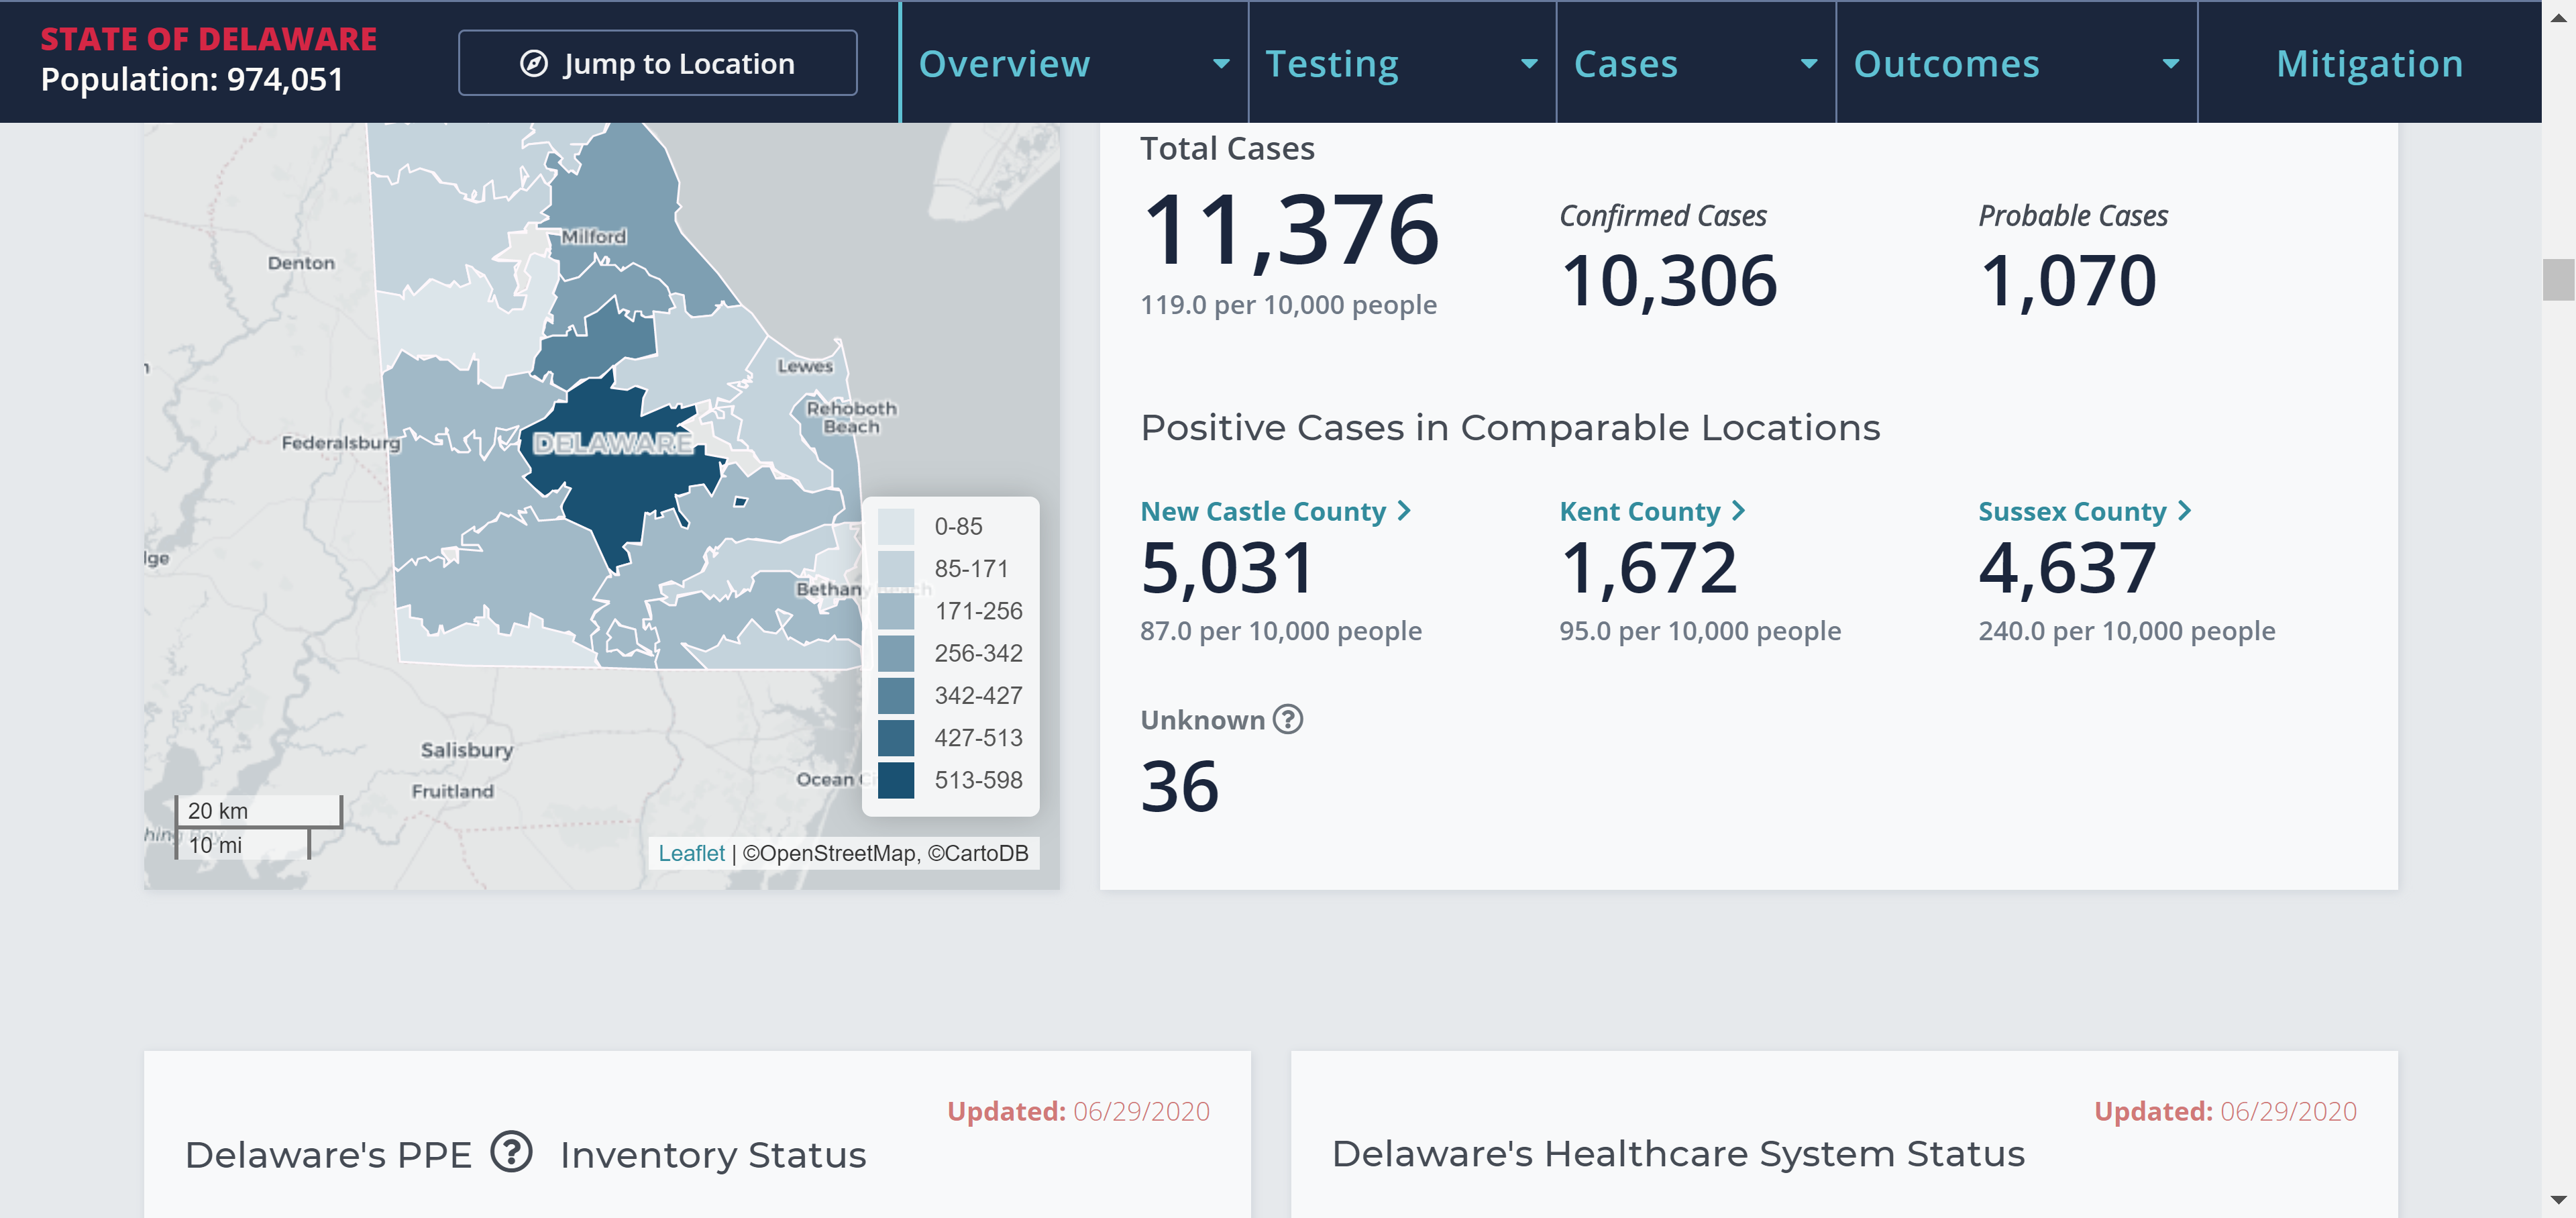 STATE OF DELAWARE
Population: 974,051
Jump to Location
Overview
Testing
Cases
Outcomes
Mitigation
Milford
Denton
Lewes
Rehoboth
Beach
Federalsburg
DELAWARE
Salisbury
Fruitland
20 km
10 mi
0-85
85-171
171-256
256-342
342-427
427-513
513-598
Leaflet | ©OpenStreetMap, ©CartoDB
Total Cases
11,376
119.0 per 10,000 people
Confirmed Cases
10,306
Probable Cases
1,070
Positive Cases in Comparable Locations
New Castle County
5,031
87.0 per 10,000 people
Kent County
1,672
95.0 per 10,000 people
Sussex County
4,637
240.0 per 10,000 people
Unknown ?
36
Updated: 06/29/2020
Delaware's PPE ? Inventory Status
Updated: 06/29/2020
Delaware's Healthcare System Status